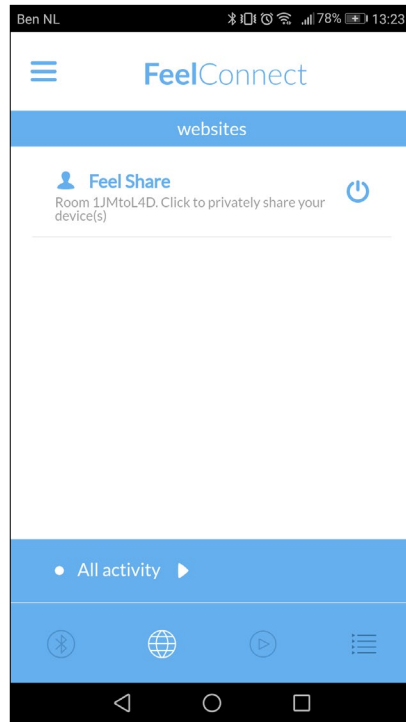 Ben NL 78% 13:23
FeelConnect
websites
Feel Share
Room 1JMtoL4D. Click to privately share your
device(s)
All activity